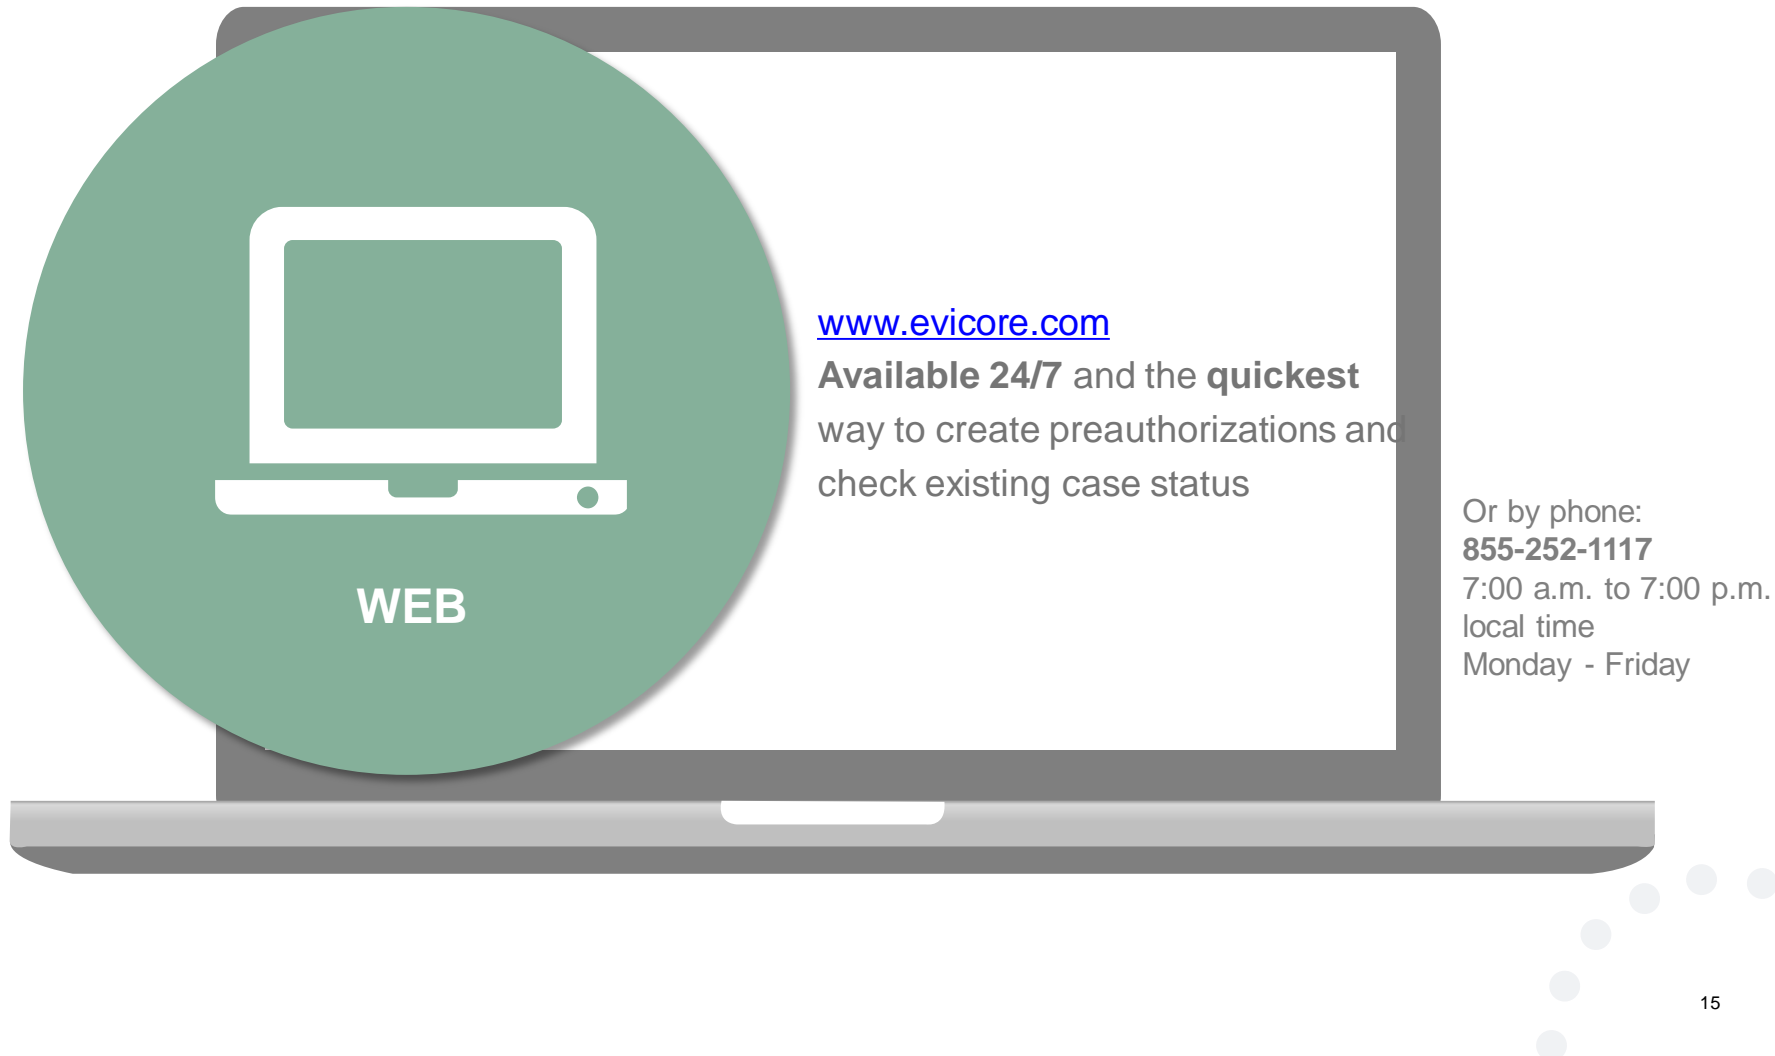 WEB
www.evicore.com
Available 24/7 and the quickest
way to create preauthorizations and
check existing case status
Or by phone:
855-252-1117
7:00 a.m. to 7:00 p.m.
local time
Monday - Friday
15